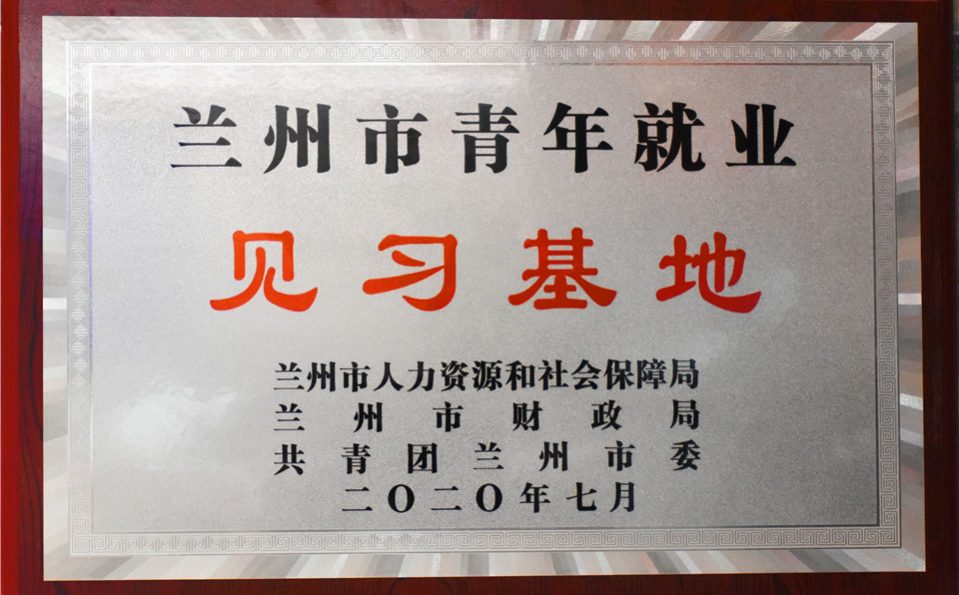 兰州市青年就业
见习基地
兰州市人力资源和社会保障局
兰州市财政局
共青团兰州市委
二〇二〇年七月